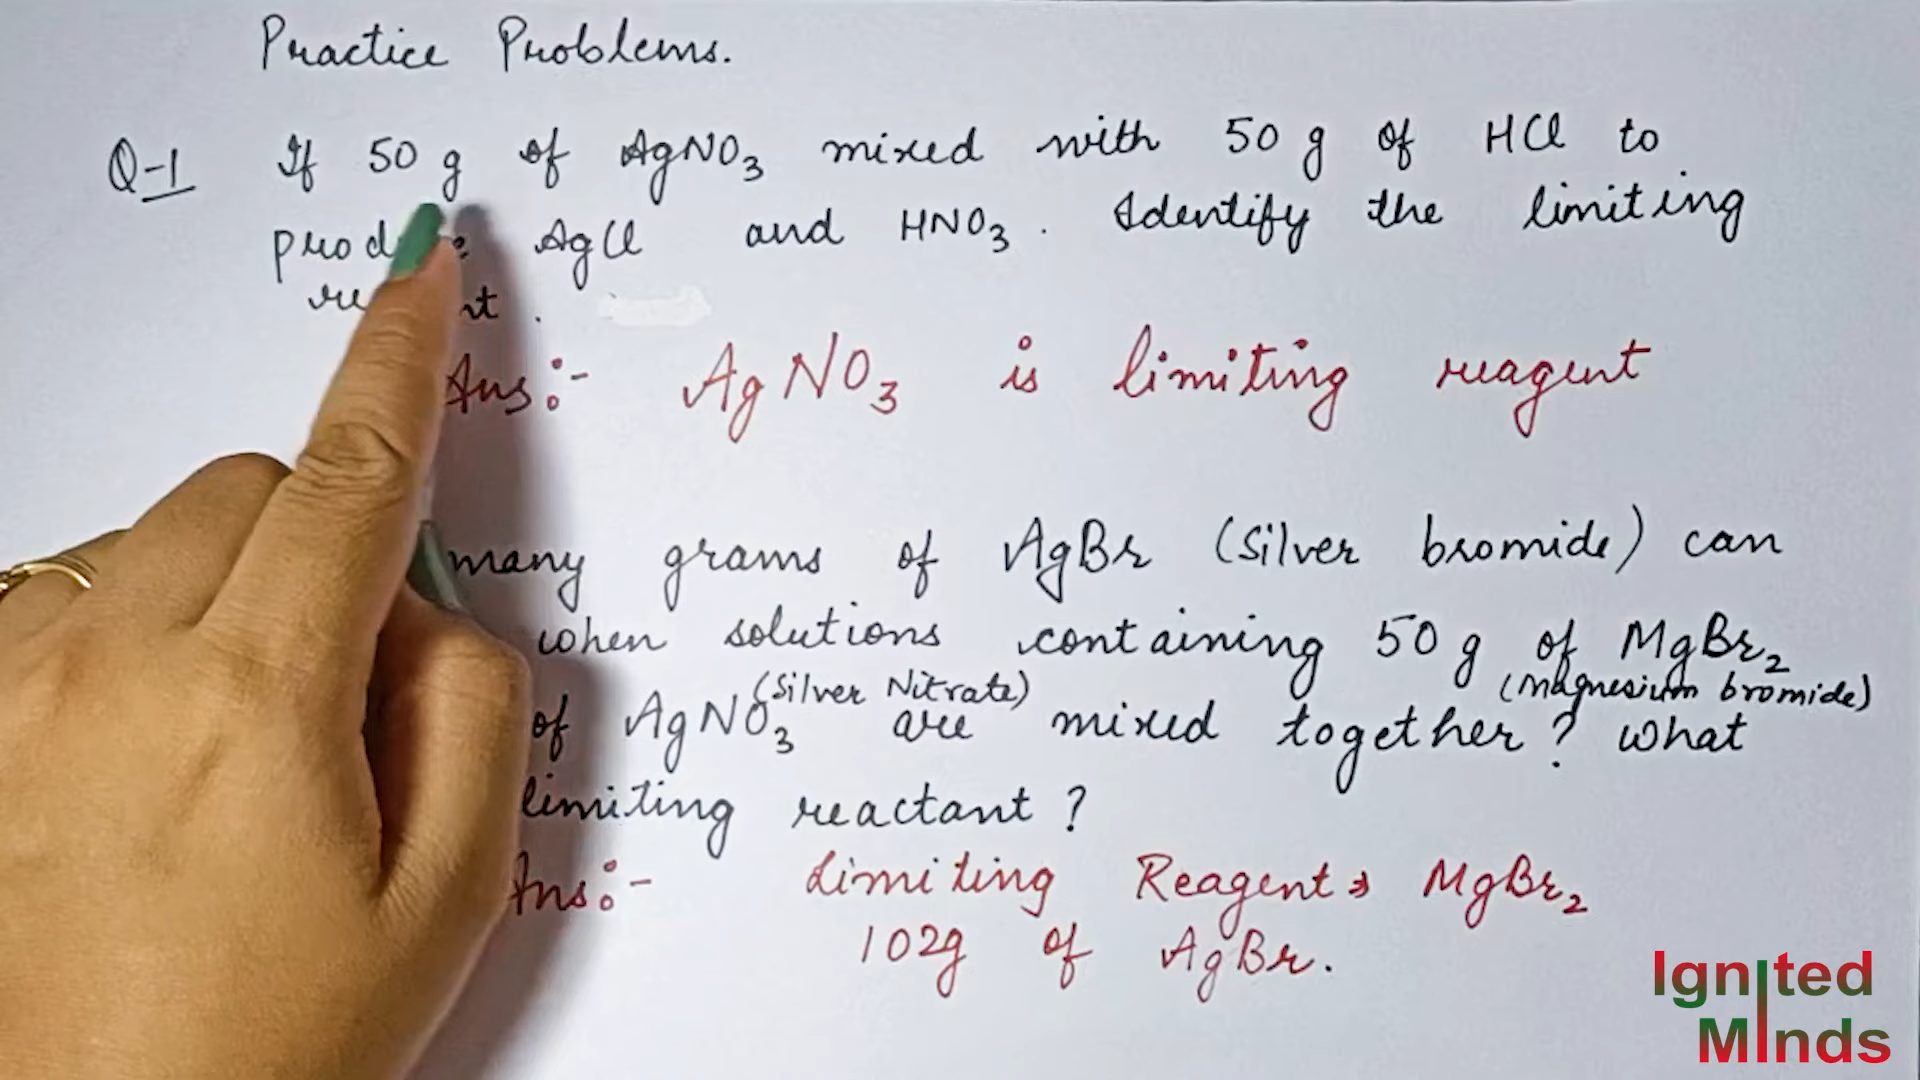 Practice Problems.
Q-1 If 50 g of AgNO3 mixed with 50 g of HCl to
AgCl and HNO3. Identify the limiting
Ans:- AgNO3 is limiting reagent
many grams of AgBr (Silver bromide) can
when solutions containing 50 g of MgBr2
(Silver Nitrate) (Magnesium bromide)
of AgNO3 are mixed together? What
limiting reactant?
Ans:- Limiting Reagent → MgBr2
102g of AgBr.
Ignited
Minds